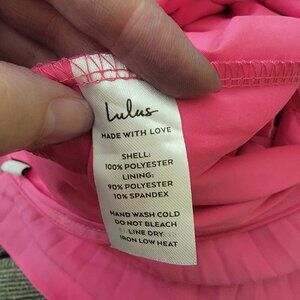 Lulus
MADE WITH LOVE
SHELL:
100% POLYESTER
LINING:
90% POLYESTER
10% SPANDEX
HAND WASH COLD
DO NOT BLEACH
LINE DRY
IRON LOW HEAT